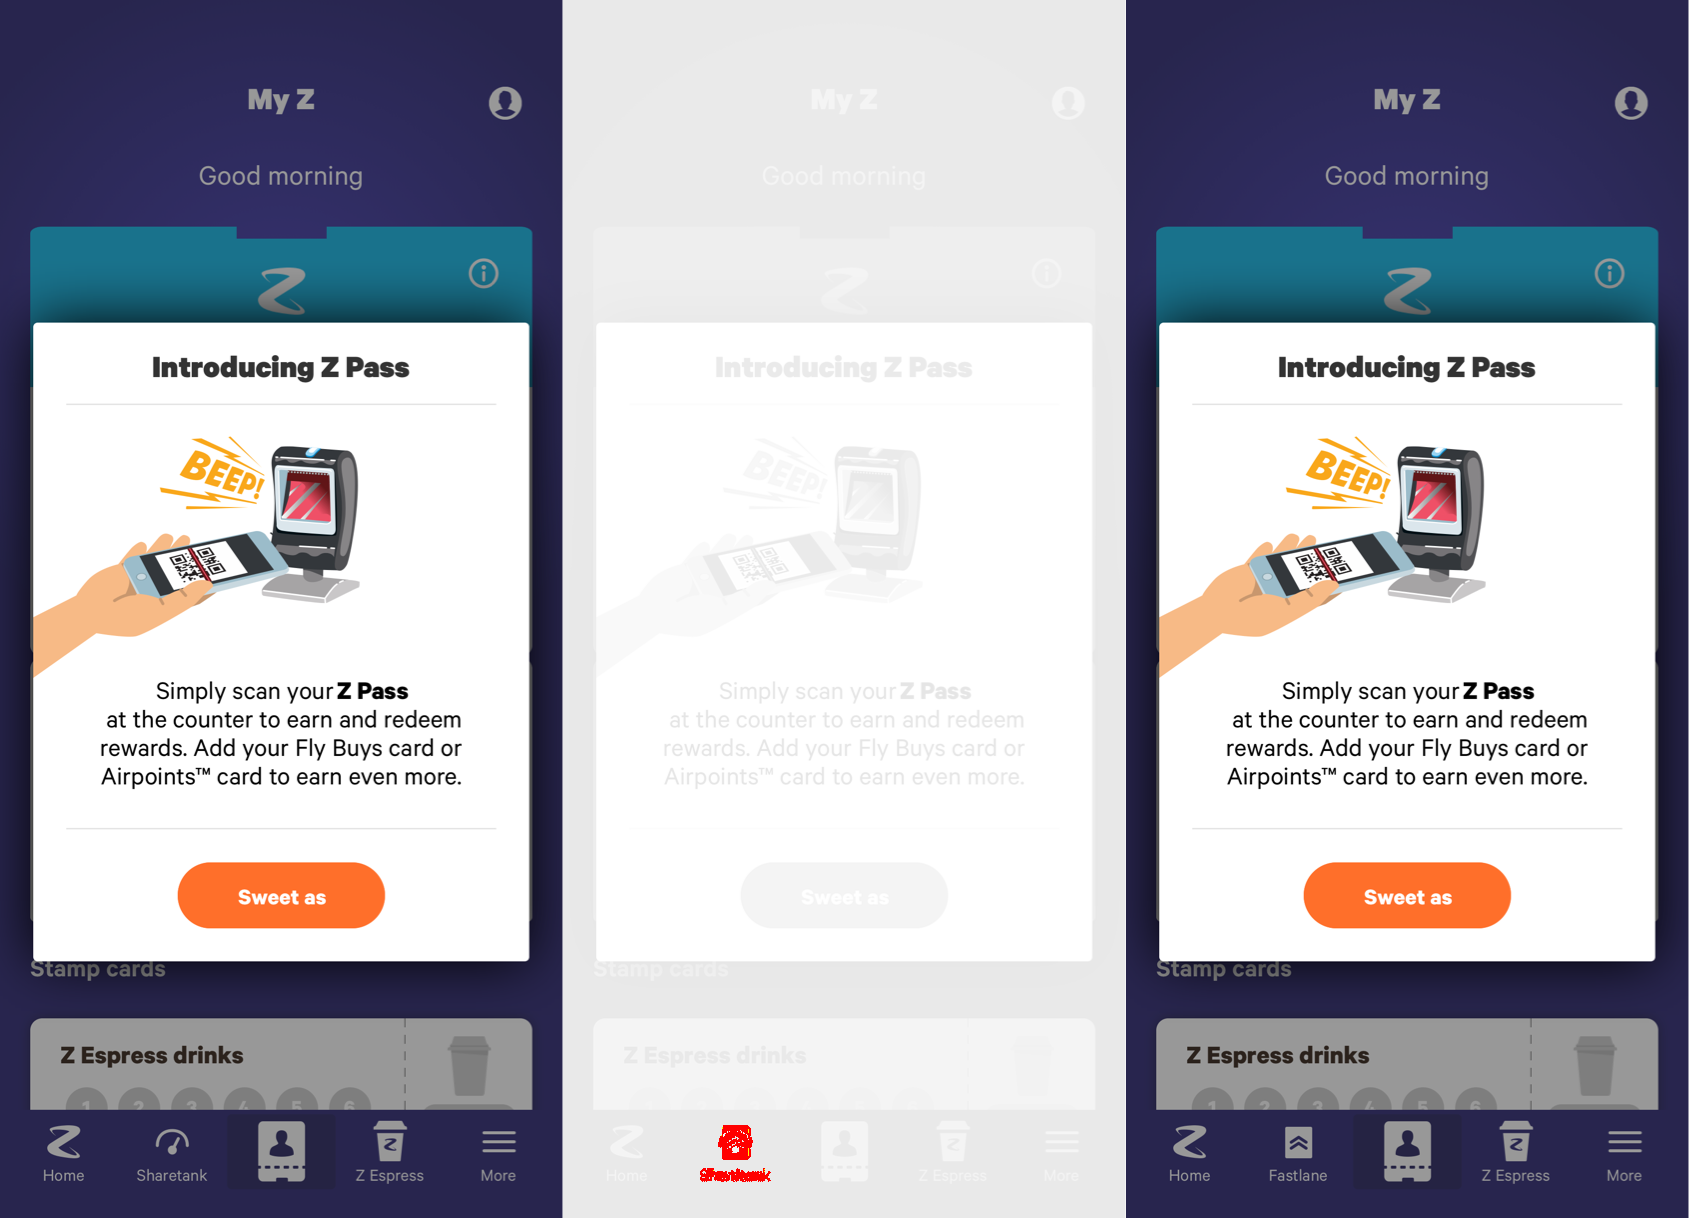 My Z
Good morning
Introducing Z Pass
BEEP!
Simply scan your Z Pass
at the counter to earn and redeem
rewards. Add your Fly Buys card or
Airpoints™ card to earn even more.
Sweet as
Stamp cards
Z Espress drinks
1 2 3 4 5 6
Home Sharetank Z Espress More
My Z
Good morning
Introducing Z Pass
BEEP!
Simply scan your Z Pass
at the counter to earn and redeem
rewards. Add your Fly Buys card or
Airpoints™ card to earn even more.
Sweet as
Stamp cards
Z Espress drinks
Home Z Espress More
My Z
Good morning
Introducing Z Pass
BEEP!
Simply scan your Z Pass
at the counter to earn and redeem
rewards. Add your Fly Buys card or
Airpoints™ card to earn even more.
Sweet as
Stamp cards
Z Espress drinks
1 2 3 4 5 6
Home Fastlane Z Espress More